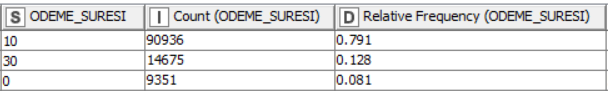 S ODEME_SURESI I Count (ODEME_SURESI) D Relative Frequency (ODEME_SURESI)
10 90936 0.791
30 14675 0.128
0 9351 0.081